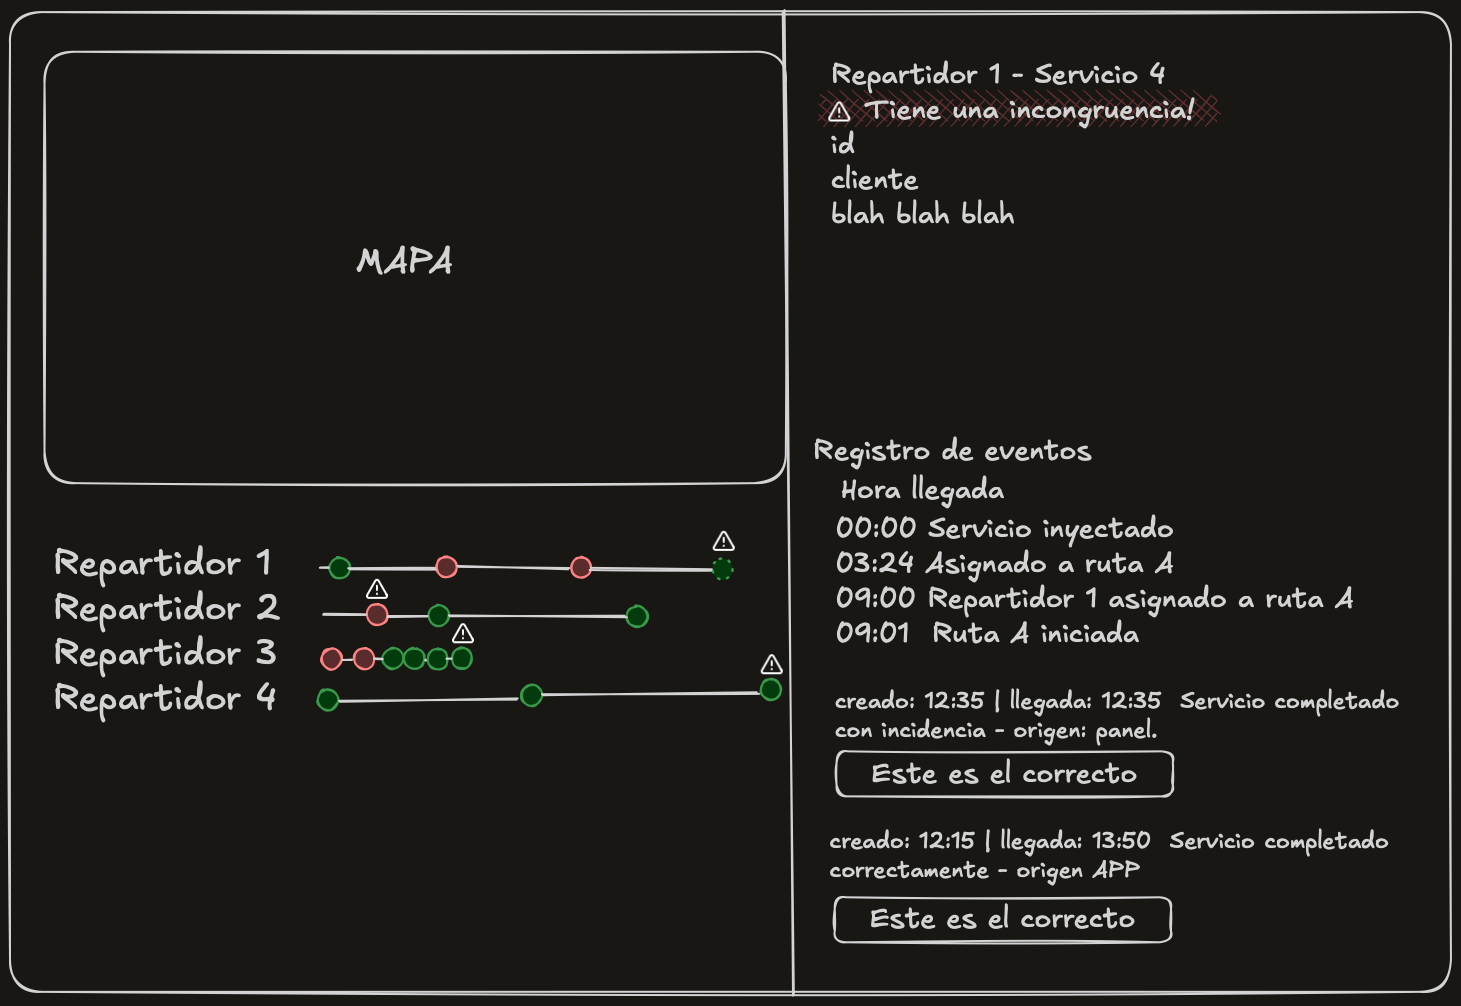 MAPA
Repartidor 1
Repartidor 2
Repartidor 3
Repartidor 4
Repartidor 1 - Servicio 4
Tiene una incongruencia!
id
cliente
blah blah blah
Registro de eventos
Hora llegada
00:00 Servicio inyectado
03:24 Asignado a ruta A
09:00 Repartidor 1 asignado a ruta A
09:01 Ruta A iniciada
creado: 12:35 | llegada: 12:35 Servicio completado
con incidencia - origen: panel.
Este es el correcto
creado: 12:15 | llegada: 13:50 Servicio completado
correctamente - origen APP
Este es el correcto